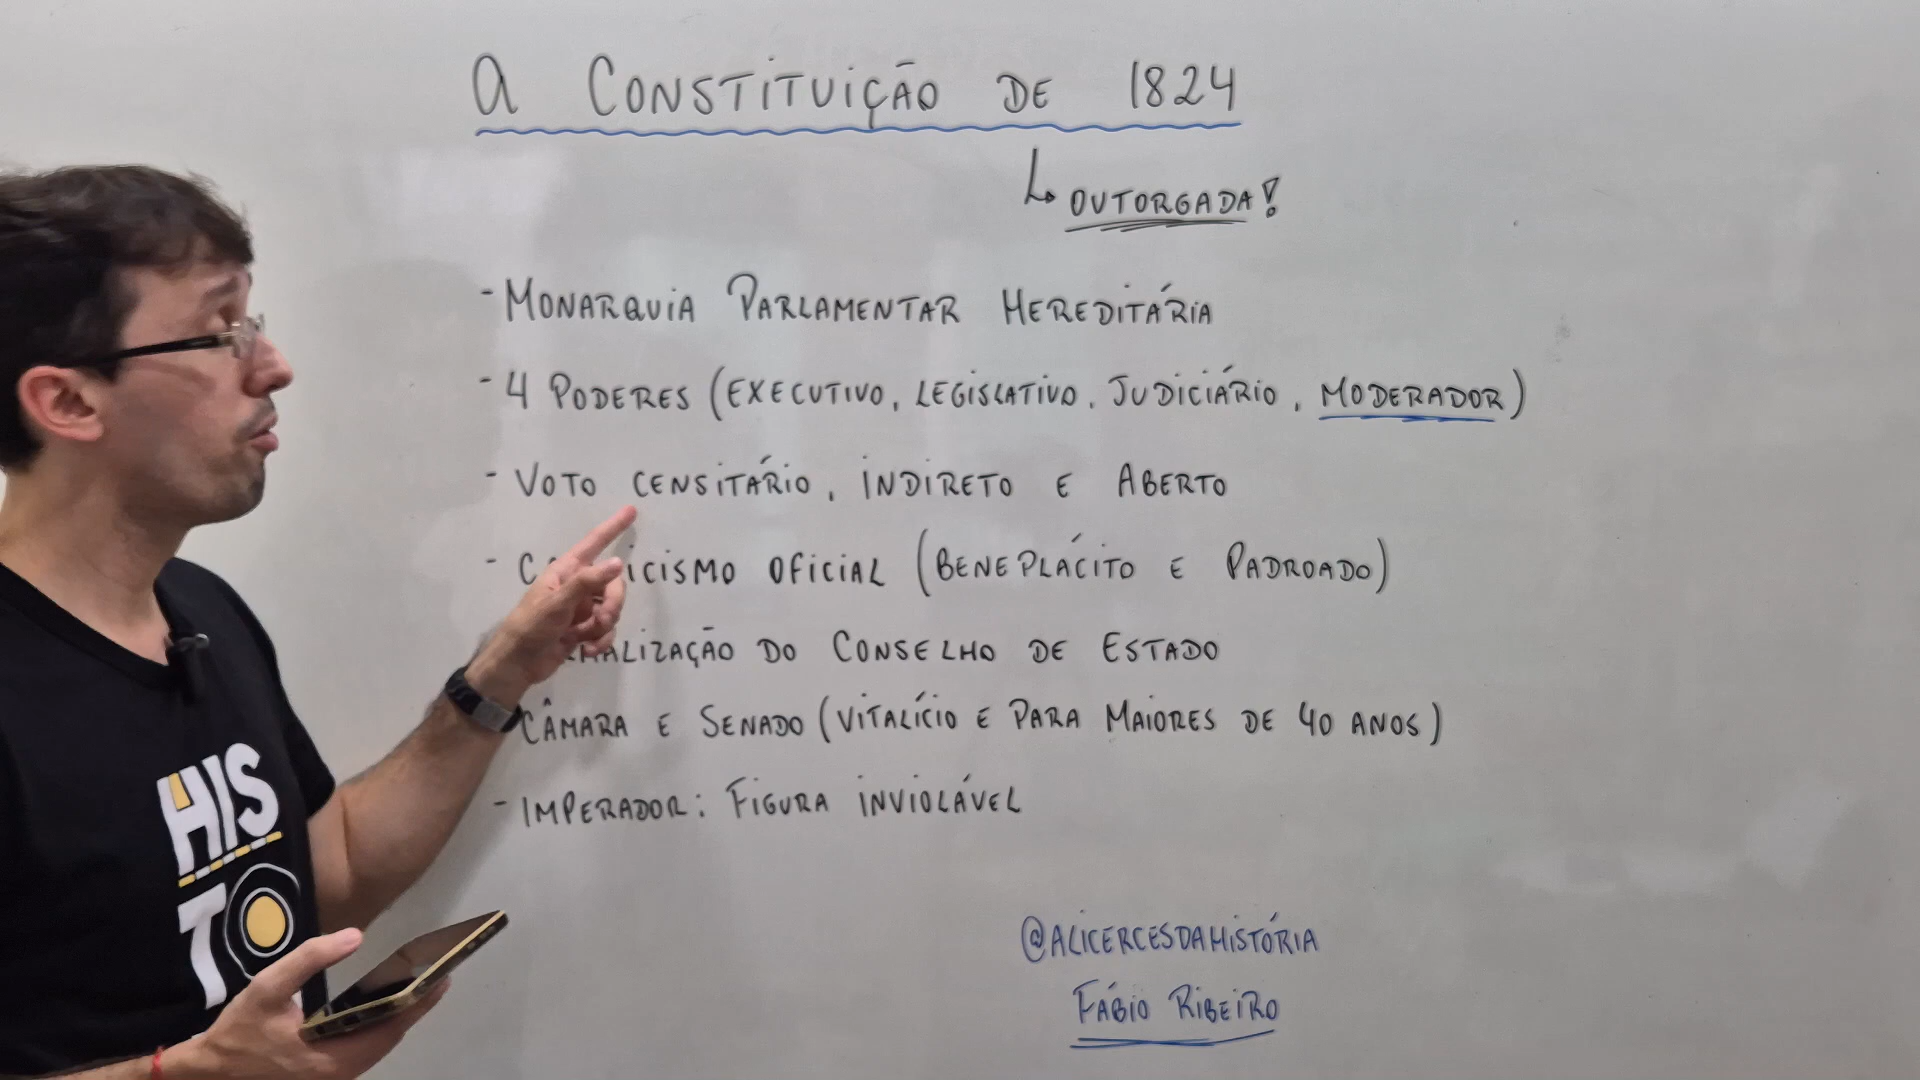 A CONSTITUIÇÃO DE 1824
↳ OUTORGADA!
- MONARQUIA PARLAMENTAR HEREDITÁRIA
- 4 PODERES (EXECUTIVO, LEGISLATIVO, JUDICIÁRIO, MODERADOR)
- VOTO CENSITÁRIO, INDIRETO E ABERTO
- OFICIAL (BENEPLÁCITO E PADROADO)
DO CONSELHO DE ESTADO
CÂMARA E SENADO (VITALÍCIO E PARA MAIORES DE 40 ANOS)
- IMPERADOR: FIGURA INVIOLÁVEL
@ALICERCESDAHISTÓRIA
FÁBIO RIBEIRO
HIS
TO